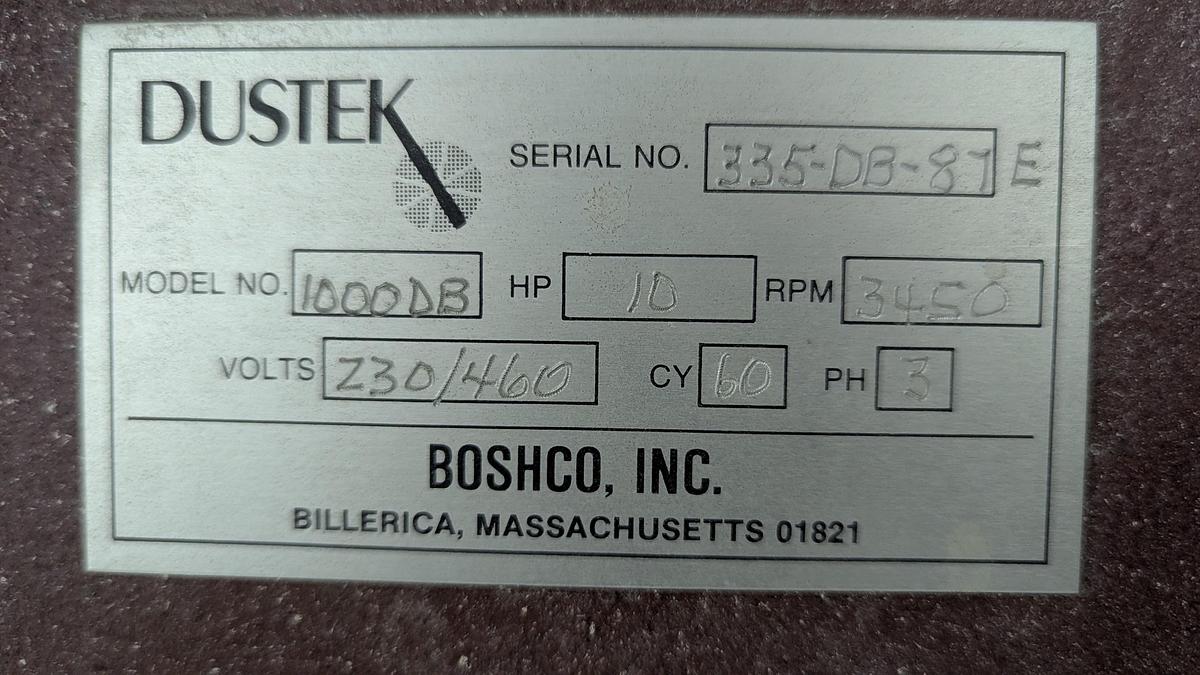 DUSTEK
SERIAL NO. 335-DB-87 E
MODEL NO. 1000DB HP 10 RPM 3450
VOLTS 230/460 CY 60 PH 3
BOSHCO, INC.
BILLERICA, MASSACHUSETTS 01821